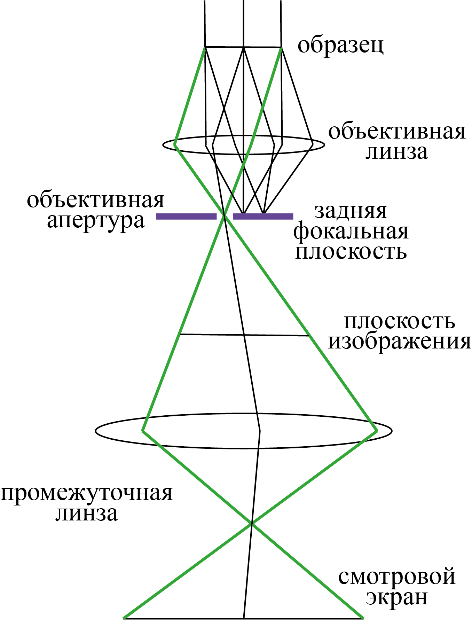 образец
объективная
линза
объективная
апертура
задняя
фокальная
плоскость
плоскость
изображения
промежуточная
линза
смотровой
экран